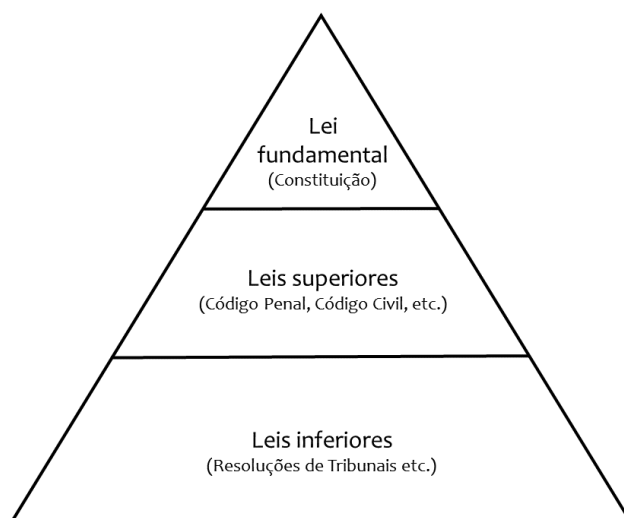 Lei
fundamental
(Constituição)
Leis superiores
(Código Penal, Código Civil, etc.)
Leis inferiores
(Resoluções de Tribunais etc.)